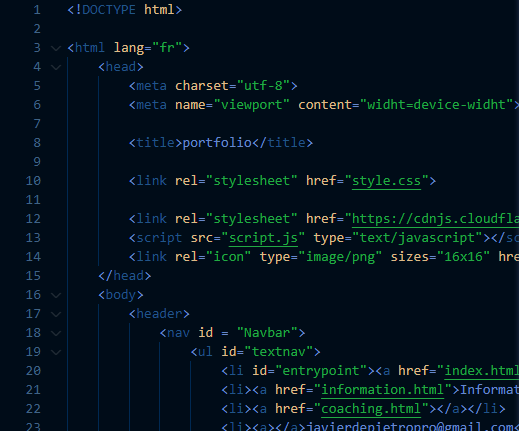 1 <!DOCTYPE html>
2
3 <html lang="fr">
4 <head>
5 <meta charset="utf-8">
6 <meta name="viewport" content="widht=device-widht">
7
8 <title>portfolio</title>
9
10 <link rel="stylesheet" href="style.css">
11
12 <link rel="stylesheet" href="https://cdnjs.cloudfla
13 <script src="script.js" type="text/javascript"></sc
14 <link rel="icon" type="image/png" sizes="16x16" hre
15 </head>
16 <body>
17 <header>
18 <nav id = "Navbar">
19 <ul id="textnav">
20 <li id="entrypoint"><a href="index.html
21 <li><a href="information.html">Informat
22 <li><a href="coaching.html"></a></li>
23 <li><a></a>javierdenietropro@gmail.com<